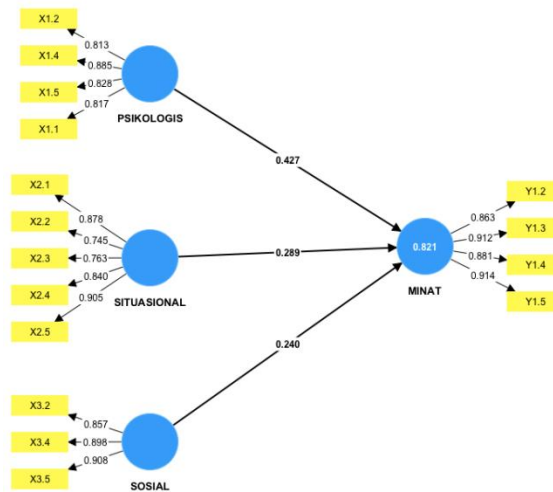 X1.2
0.813
X1.4
0.885
X1.5
0.828
X1.1
0.817
PSIKOLOGIS
0.427
X2.1
0.878
X2.2
0.745
X2.3
0.763
X2.4
0.840
X2.5
0.905
SITUASIONAL
0.289
X3.2
0.857
X3.4
0.898
X3.5
0.908
SOSIAL
0.240
0.821
MINAT
Y1.2
0.863
Y1.3
0.912
Y1.4
0.881
Y1.5
0.914